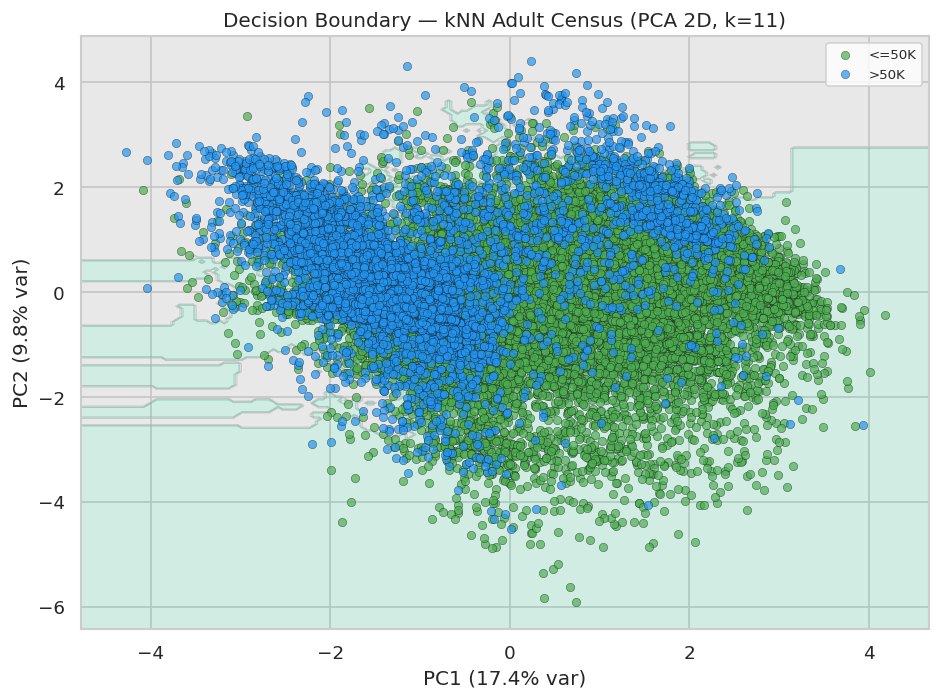 Decision Boundary — kNN Adult Census (PCA 2D, k=11)
<=50K
>50K
4
2
0
−2
−4
−6
PC2 (9.8% var)
−4
−2
0
2
4
PC1 (17.4% var)